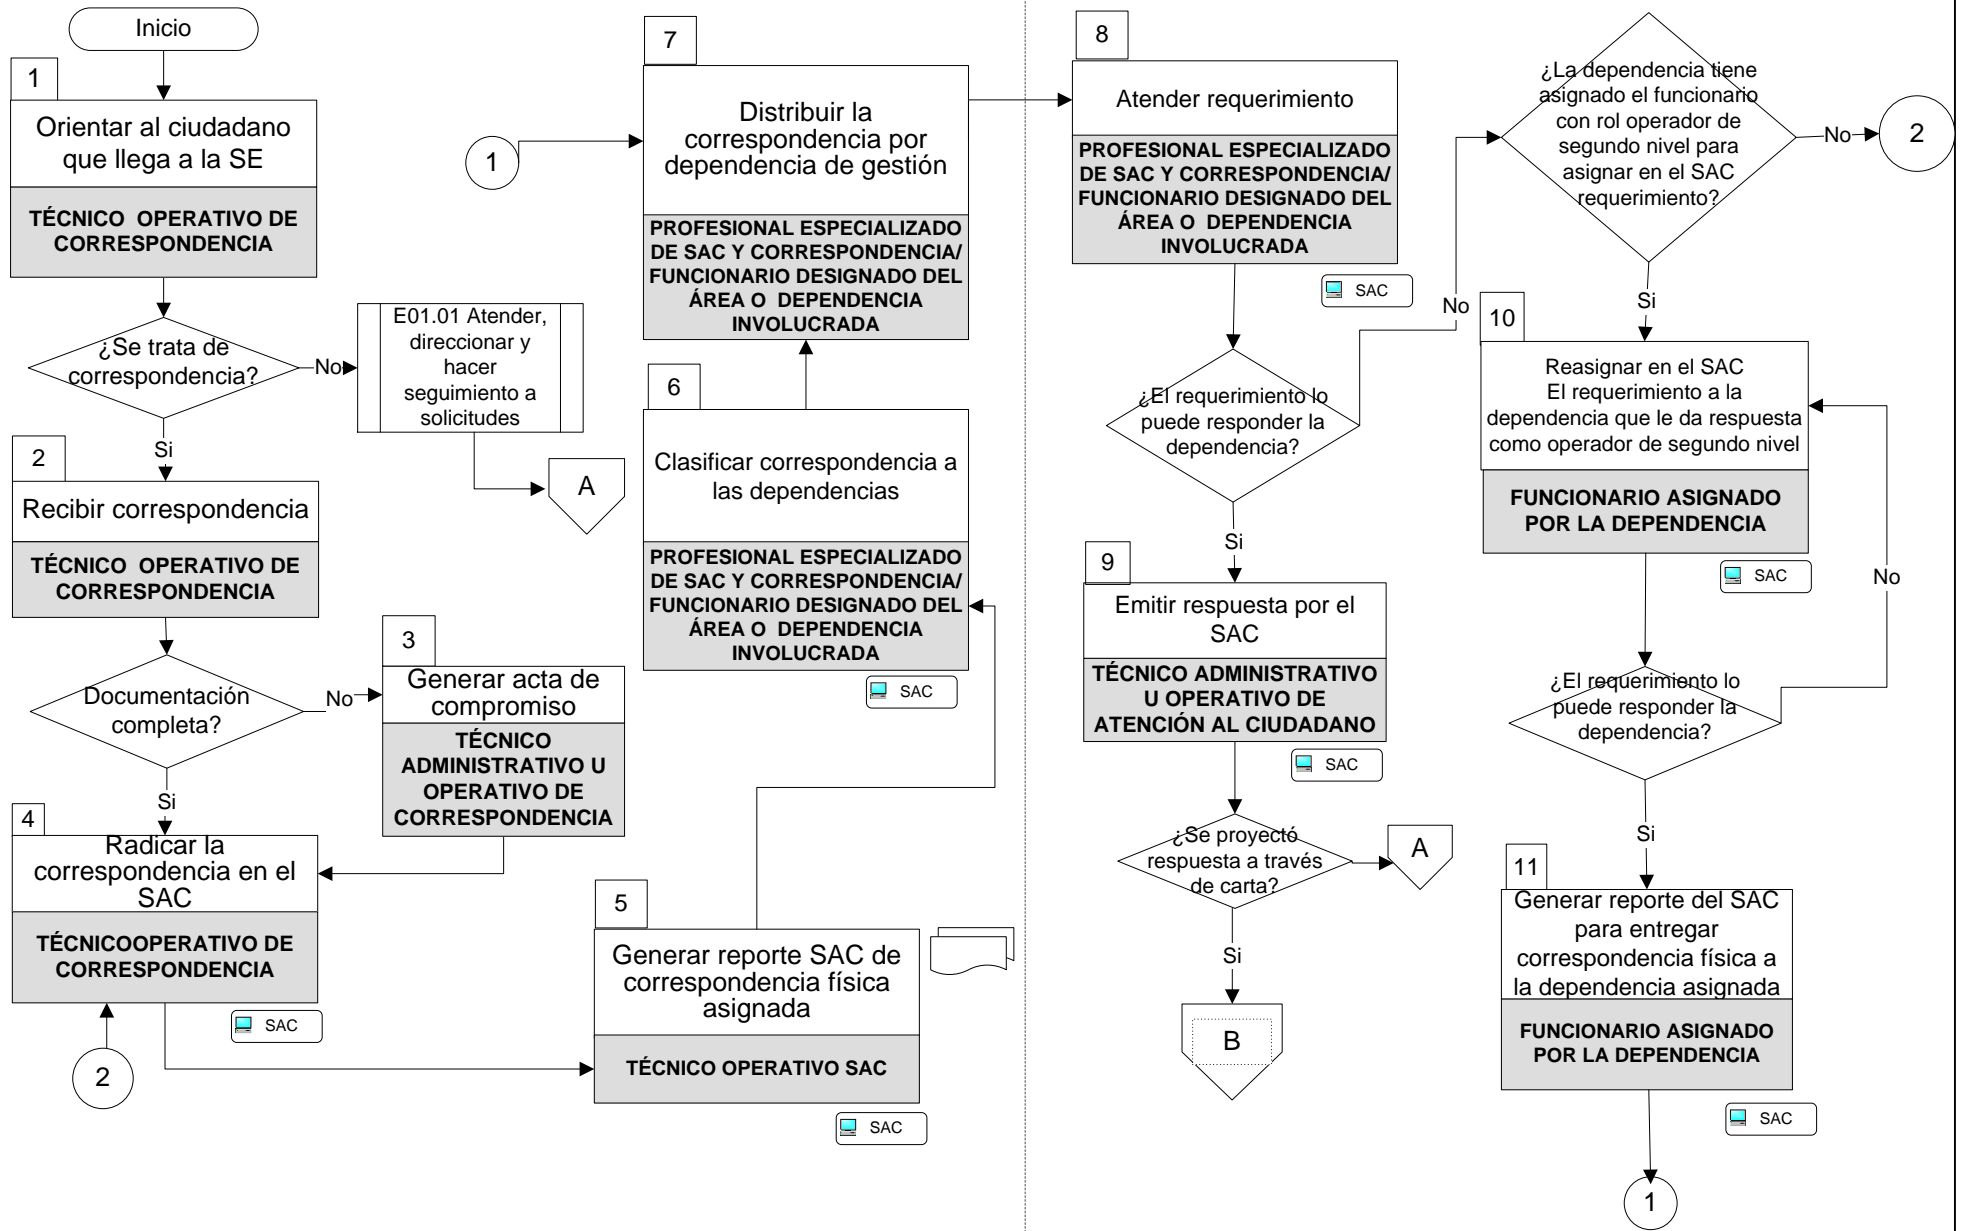 Inicio
1
Orientar al ciudadano
que llega a la SE
TÉCNICO OPERATIVO DE
CORRESPONDENCIA
¿Se trata de
correspondencia?
No
E01.01 Atender,
direccionar y
hacer
seguimiento a
solicitudes
A
Si
2
Recibir correspondencia
TÉCNICO OPERATIVO DE
CORRESPONDENCIA
Documentación
completa?
No
3
Generar acta de
compromiso
TÉCNICO
ADMINISTRATIVO U
OPERATIVO DE
CORRESPONDENCIA
Si
4
Radicar la
correspondencia en el
SAC
TÉCNICOOPERATIVO DE
CORRESPONDENCIA
SAC
2
5
Generar reporte SAC de
correspondencia física
asignada
TÉCNICO OPERATIVO SAC
SAC
6
Clasificar correspondencia a
las dependencias
PROFESIONAL ESPECIALIZADO
DE SAC Y CORRESPONDENCIA/
FUNCIONARIO DESIGNADO DEL
ÁREA O DEPENDENCIA
INVOLUCRADA
SAC
1
7
Distribuir la
correspondencia por
dependencia de gestión
PROFESIONAL ESPECIALIZADO
DE SAC Y CORRESPONDENCIA/
FUNCIONARIO DESIGNADO DEL
ÁREA O DEPENDENCIA
INVOLUCRADA
8
Atender requerimiento
PROFESIONAL ESPECIALIZADO
DE SAC Y CORRESPONDENCIA/
FUNCIONARIO DESIGNADO DEL
ÁREA O DEPENDENCIA
INVOLUCRADA
SAC
¿El requerimiento lo
puede responder la
dependencia?
No
Si
9
Emitir respuesta por el
SAC
TÉCNICO ADMINISTRATIVO
U OPERATIVO DE
ATENCIÓN AL CIUDADANO
SAC
¿Se proyectó
respuesta a través
de carta?
A
Si
B
¿La dependencia tiene
asignado el funcionario
con rol operador de
segundo nivel para
asignar en el SAC
requerimiento?
No
2
Si
10
Reasignar en el SAC
El requerimiento a la
dependencia que le da respuesta
como operador de segundo nivel
FUNCIONARIO ASIGNADO
POR LA DEPENDENCIA
SAC
No
¿El requerimiento lo
puede responder la
dependencia?
Si
11
Generar reporte del SAC
para entregar
correspondencia física a
la dependencia asignada
FUNCIONARIO ASIGNADO
POR LA DEPENDENCIA
SAC
1